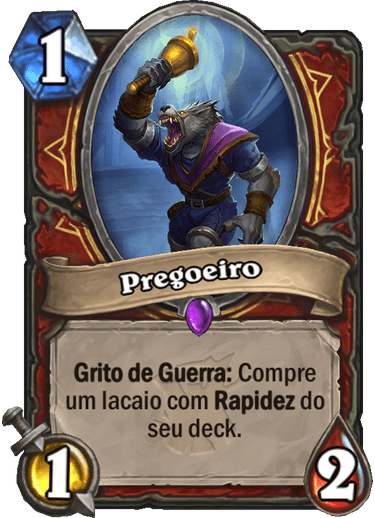 1
Pregoeiro
Grito de Guerra: Compre
um lacaio com Rapidez do
seu deck.
1
2